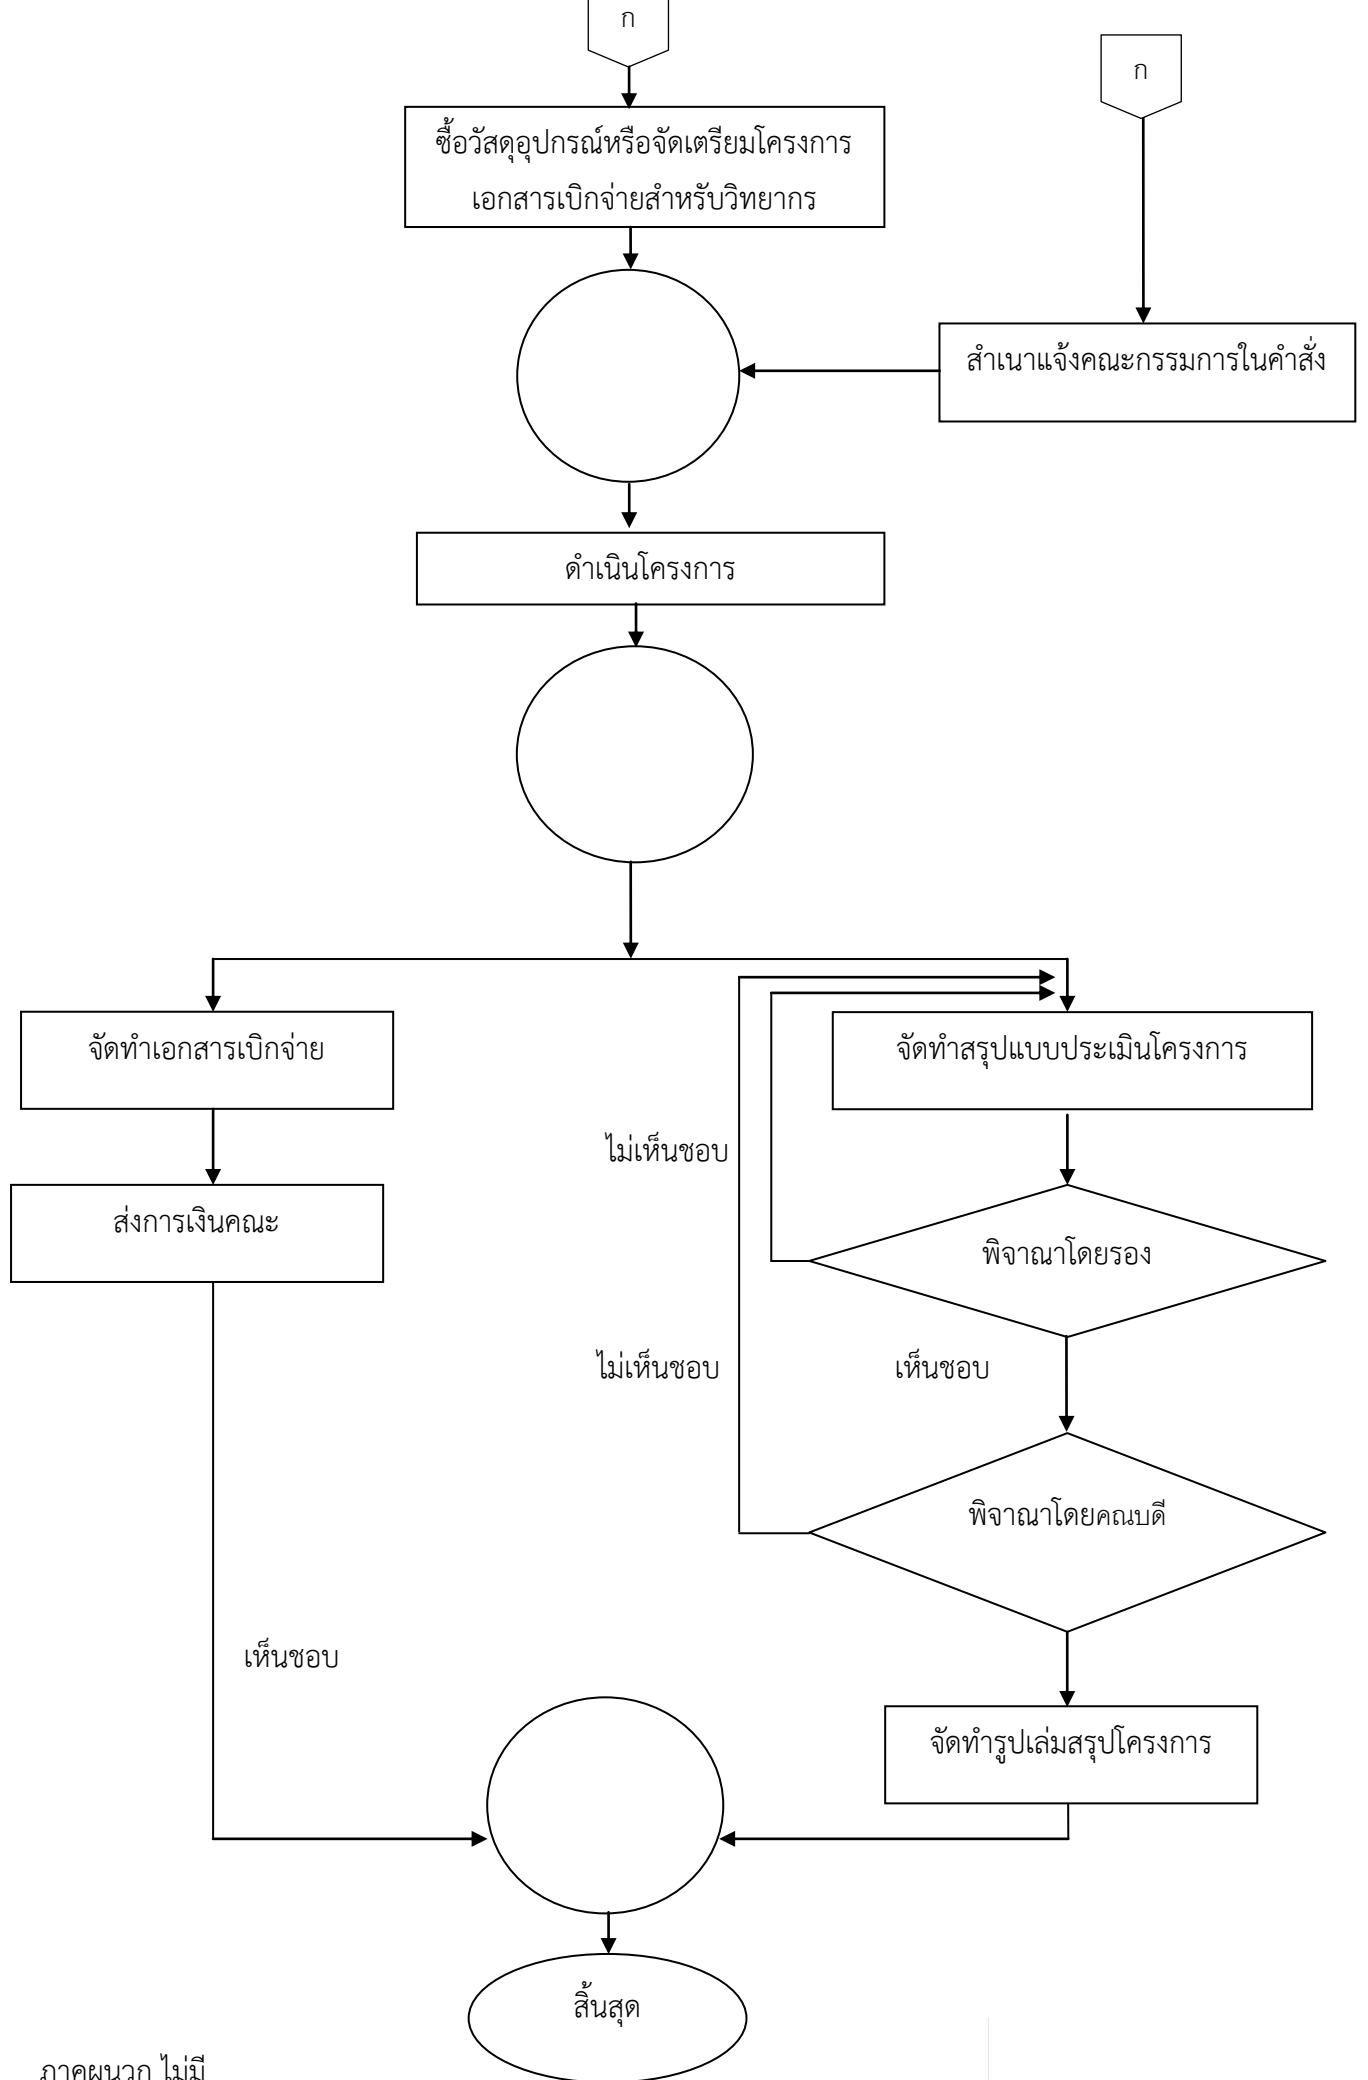 ก
ก
ซื้อวัสดุอุปกรณ์หรือจัดเตรียมโครงการ
เอกสารเบิกจ่ายสำหรับวิทยากร
สำเนาแจ้งคณะกรรมการในคำสั่ง
ดำเนินโครงการ
จัดทำเอกสารเบิกจ่าย
จัดทำสรุปแบบประเมินโครงการ
ไม่เห็นชอบ
ส่งการเงินคณะ
พิจาณาโดยรอง
ไม่เห็นชอบ
เห็นชอบ
พิจาณาโดยคณบดี
เห็นชอบ
จัดทำรูปเล่มสรุปโครงการ
สิ้นสุด
ภาคผนวก ไม่มี